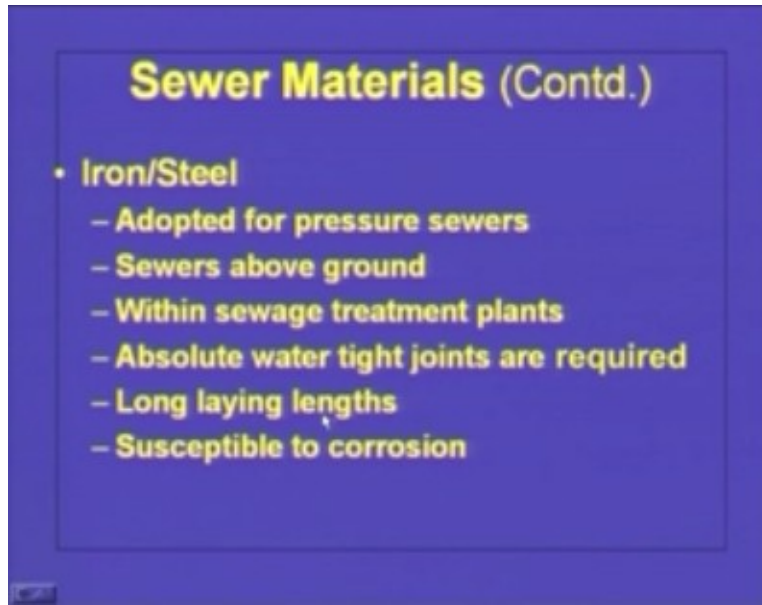 Sewer Materials (Contd.)
• Iron/Steel
– Adopted for pressure sewers
– Sewers above ground
– Within sewage treatment plants
– Absolute water tight joints are required
– Long laying lengths
– Susceptible to corrosion